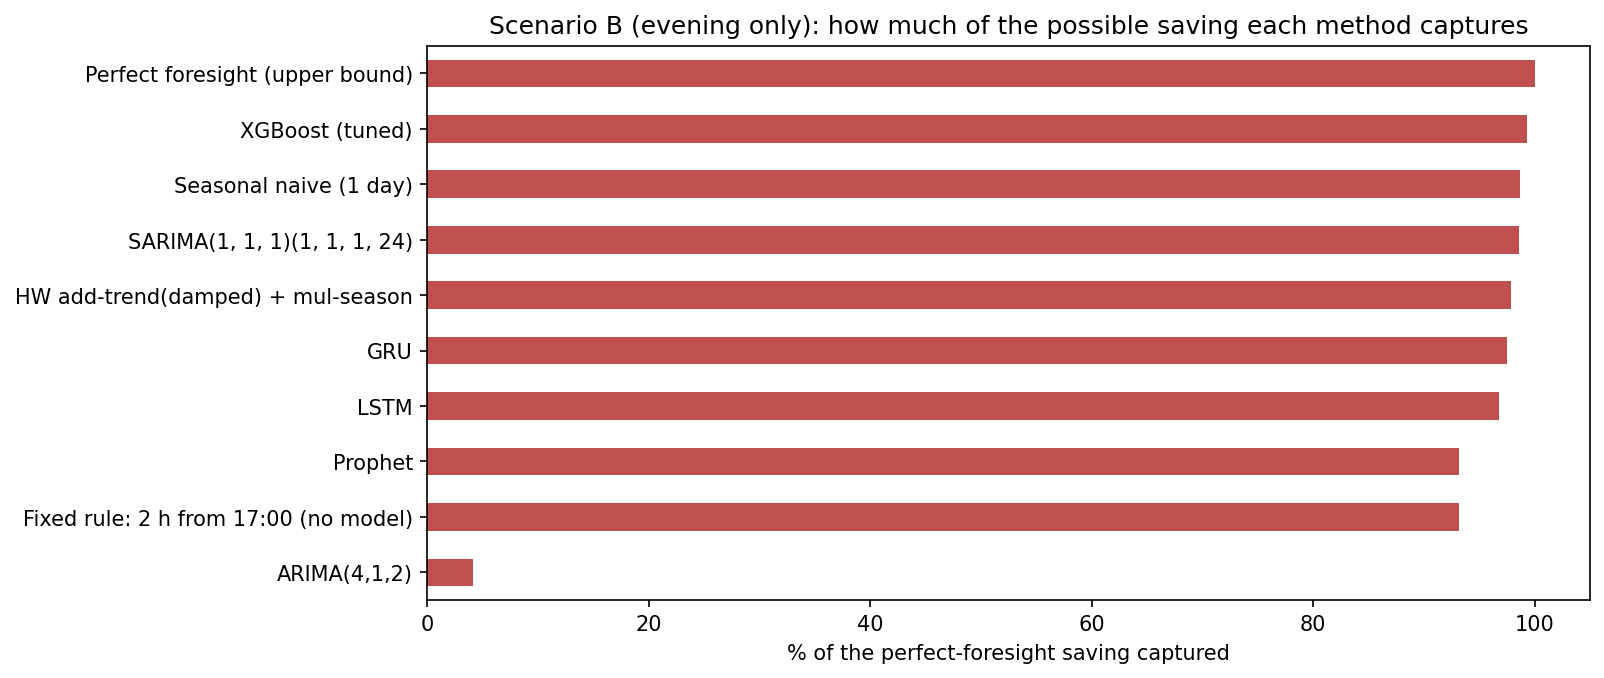 Scenario B (evening only): how much of the possible saving each method captures
Perfect foresight (upper bound)
XGBoost (tuned)
Seasonal naive (1 day)
SARIMA(1, 1, 1)(1, 1, 1, 24)
HW add-trend(damped) + mul-season
GRU
LSTM
Prophet
Fixed rule: 2 h from 17:00 (no model)
ARIMA(4,1,2)
0 20 40 60 80 100
% of the perfect-foresight saving captured